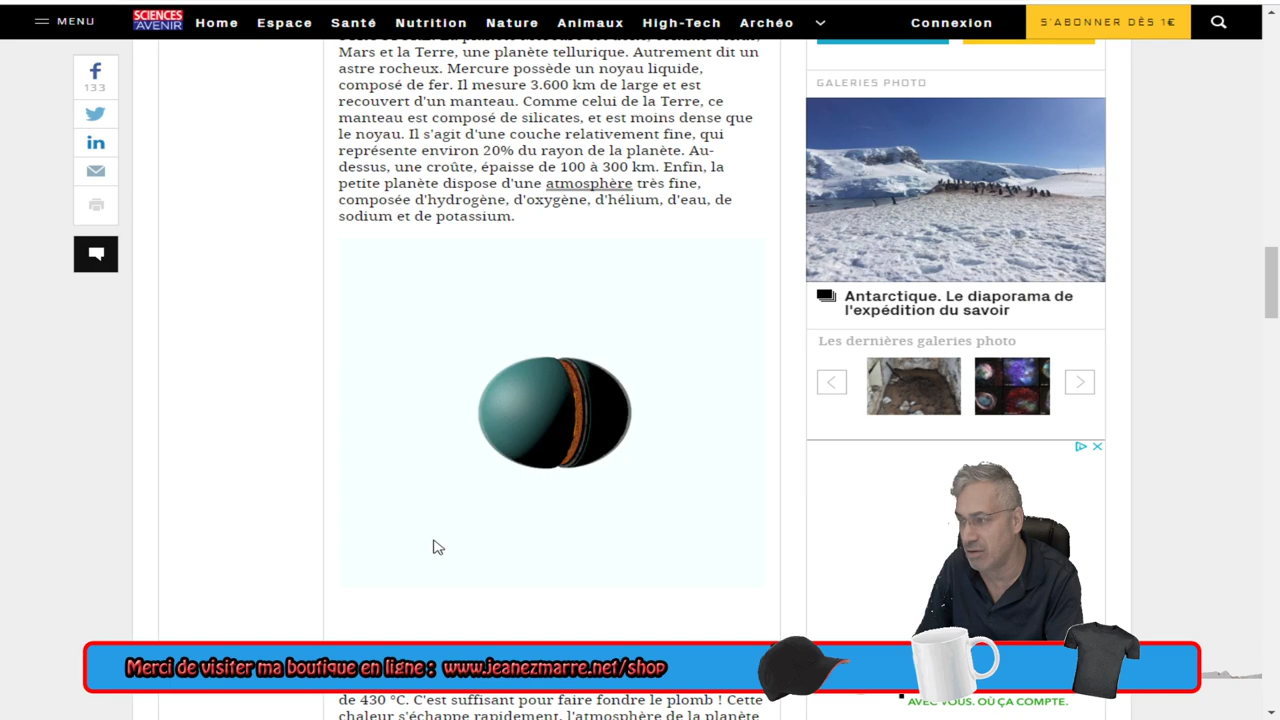 MENU
SCIENCES
AVENIR
Home
Espace
Santé
Nutrition
Nature
Animaux
High-Tech
Archéo
Connexion
S'ABONNER DÈS 1€
133
Mars et la Terre, une planète tellurique. Autrement dit un
astre rocheux. Mercure possède un noyau liquide,
composé de fer. Il mesure 3.600 km de large et est
recouvert d'un manteau. Comme celui de la Terre, ce
manteau est composé de silicates, et est moins dense que
le noyau. Il s'agit d'une couche relativement fine, qui
représente environ 20% du rayon de la planète. Au-
dessus, une croûte, épaisse de 100 à 300 km. Enfin, la
petite planète dispose d'une atmosphère très fine,
composée d'hydrogène, d'oxygène, d'hélium, d'eau, de
sodium et de potassium.
GALERIES PHOTO
Antarctique. Le diaporama de
l'expédition du savoir
Les dernières galeries photo
Merci de visiter ma boutique en ligne : www.jeanezmarre.net/shop
AVEC VOUS. OÙ ÇA COMPTE.
de 430 °C. C'est suffisant pour faire fondre le plomb ! Cette
chaleur s'échappe rapidement, l'atmosphère de la planète